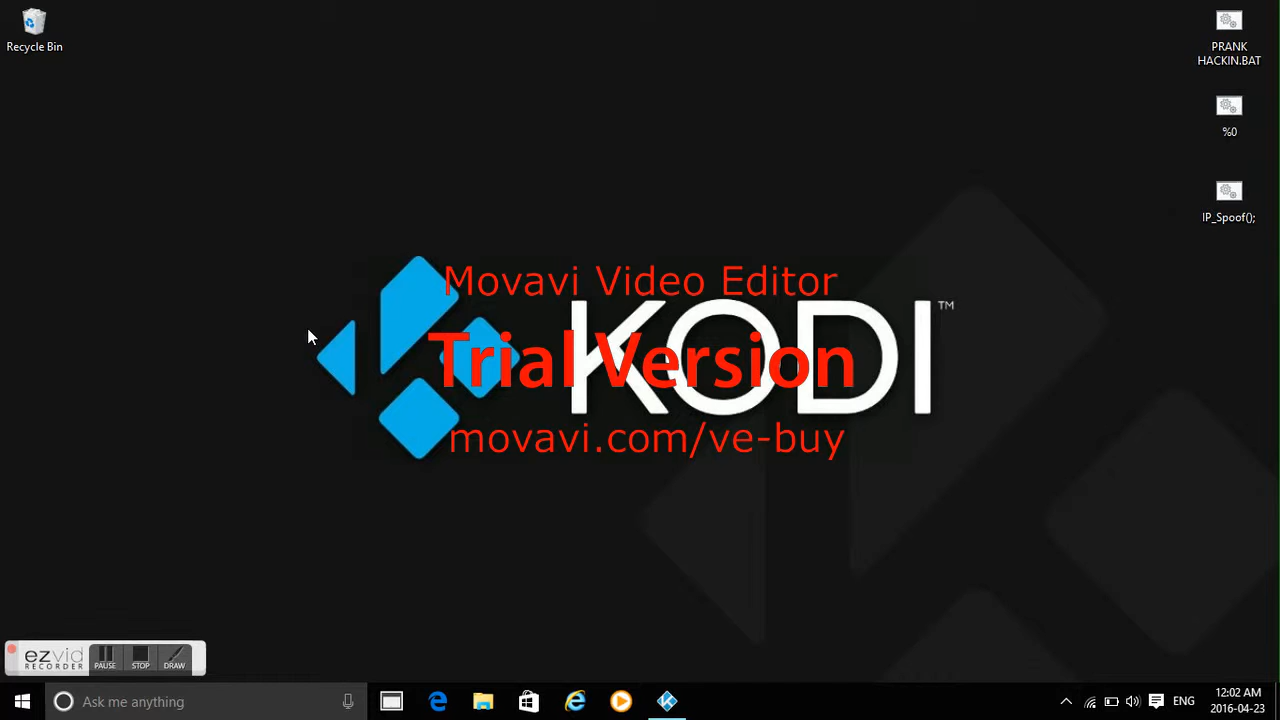 Recycle Bin
PRANK
HACKIN.BAT
%0
IP_Spoof();
Movavi Video Editor
KODI™
Trial Version
movavi.com/ve-buy
ezvid
RECORDER
PAUSE
STOP
DRAW
Ask me anything
ENG
12:02 AM
2016-04-23